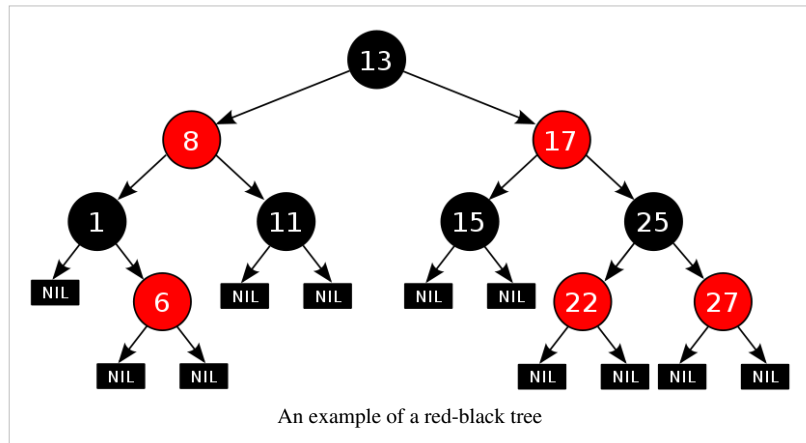 13
8 17
1 11 15 25
NIL 6 NIL NIL NIL NIL 22 27
NIL NIL NIL NIL NIL NIL
An example of a red-black tree